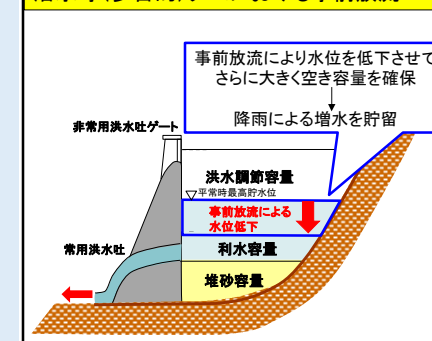 事前放流により水位を低下させて
さらに大きく空き容量を確保
降雨による増水を貯留
非常用洪水吐ゲート
洪水調節容量
平常時最高貯水位
事前放流による
水位低下
常用洪水吐
利水容量
堆砂容量